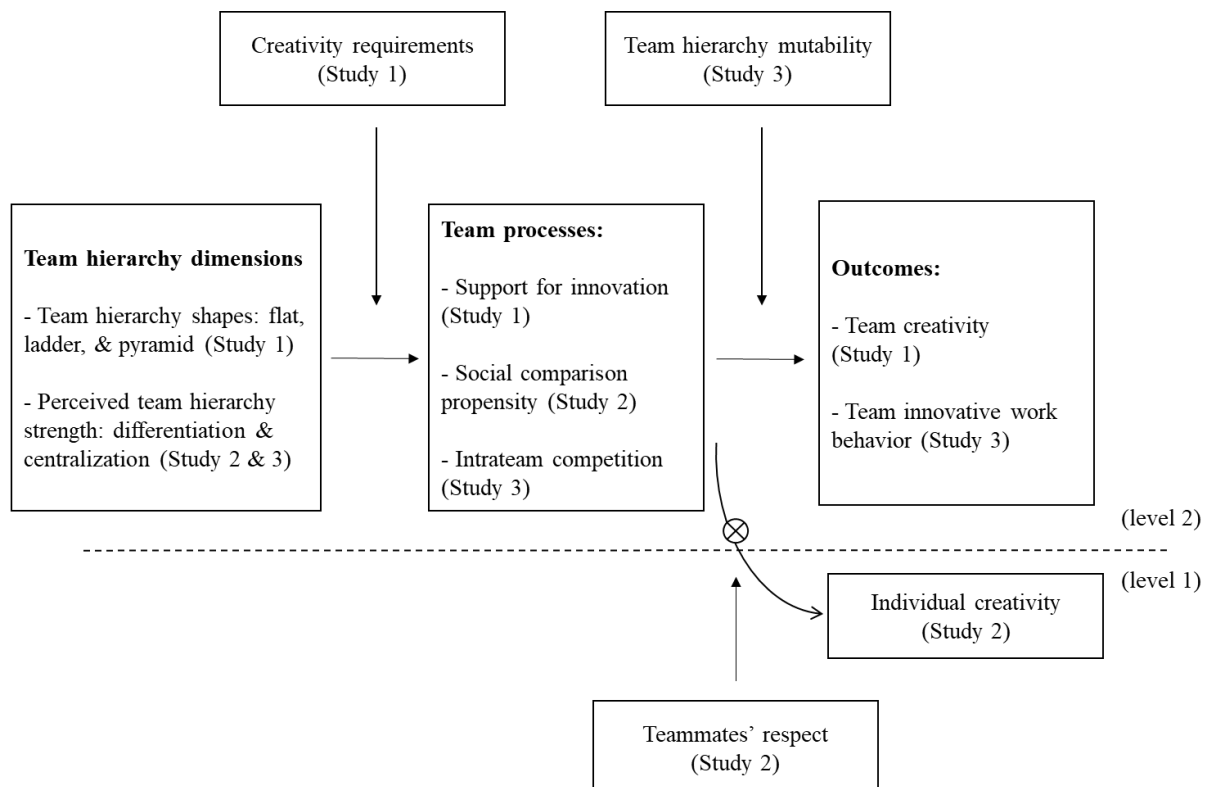 Creativity requirements
(Study 1)
Team hierarchy mutability
(Study 3)
Team hierarchy dimensions
- Team hierarchy shapes: flat,
ladder, & pyramid (Study 1)
- Perceived team hierarchy
strength: differentiation &
centralization (Study 2 & 3)
Team processes:
- Support for innovation
(Study 1)
- Social comparison
propensity (Study 2)
- Intrateam competition
(Study 3)
Outcomes:
- Team creativity
(Study 1)
- Team innovative work
behavior (Study 3)
(level 2)
(level 1)
Individual creativity
(Study 2)
Teammates’ respect
(Study 2)